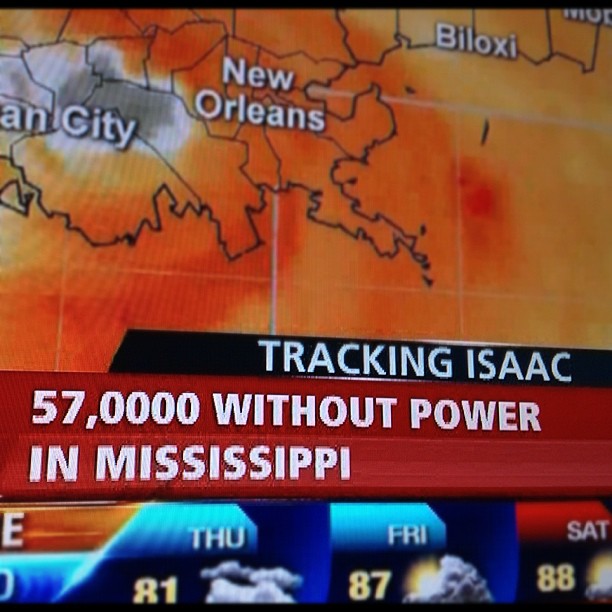 Biloxi
New
Orleans
an City
TRACKING ISAAC
57,0000 WITHOUT POWER
IN MISSISSIPPI
THU
FRI
SAT
81
87
88